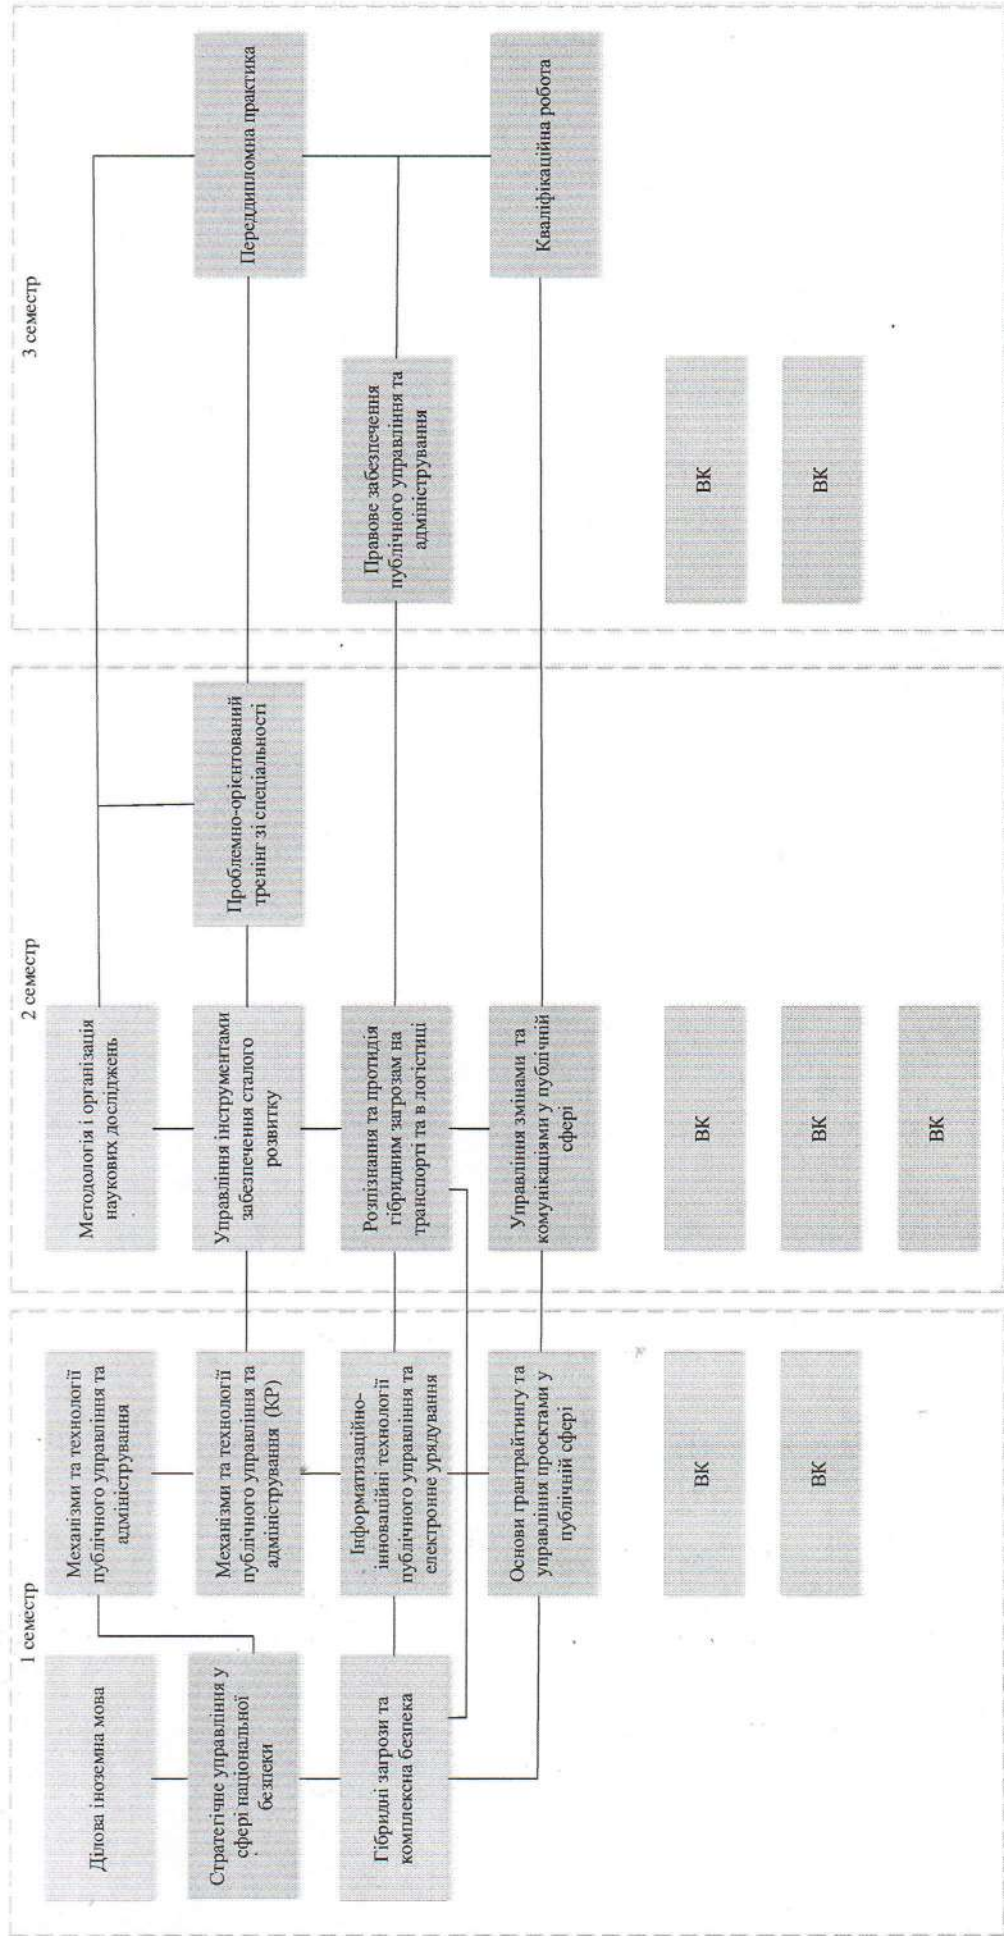 1 семестр
Ділова іноземна мова
Стратегічне управління у
сфері національної
безпеки
Гібридні загрози та
комплексна безпека
Механізми та технології
публічного управління та
адміністрування
Механізми та технології
публічного управління та
адміністрування (КР)
Інформатизаційно-
інноваційні технології
публічного управління та
електронне урядування
Основи грантрайтингу та
управління проєктами у
публічній сфері
ВК
ВК
2 семестр
Методологія і організація
наукових досліджень
Управління інструментами
забезпечення сталого
розвитку
Розпізнання та протидія
гібридним загрозам на
транспорті та в логістиці
Управління змінами та
комунікаціями у публічній
сфері
ВК
ВК
ВК
Проблемно-орієнтований
тренінг зі спеціальності
3 семестр
Правове забезпечення
публічного управління та
адміністрування
ВК
ВК
Переддипломна практика
Кваліфікаційна робота